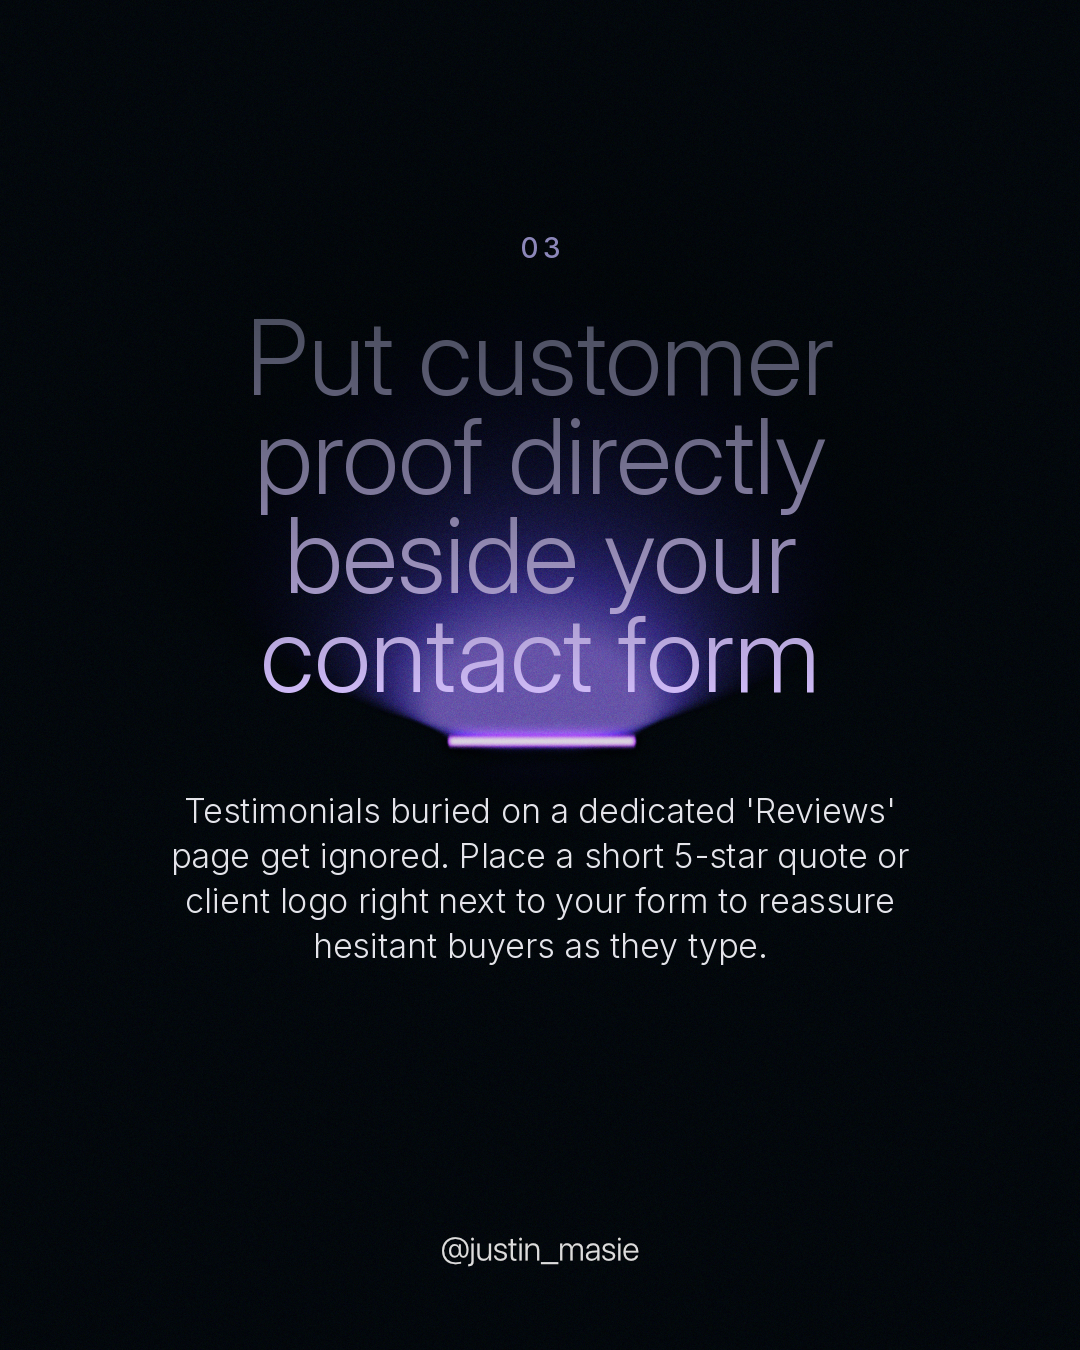 03
Put customer
proof directly
beside your
contact form
Testimonials buried on a dedicated 'Reviews'
page get ignored. Place a short 5-star quote or
client logo right next to your form to reassure
hesitant buyers as they type.
@justin_masie